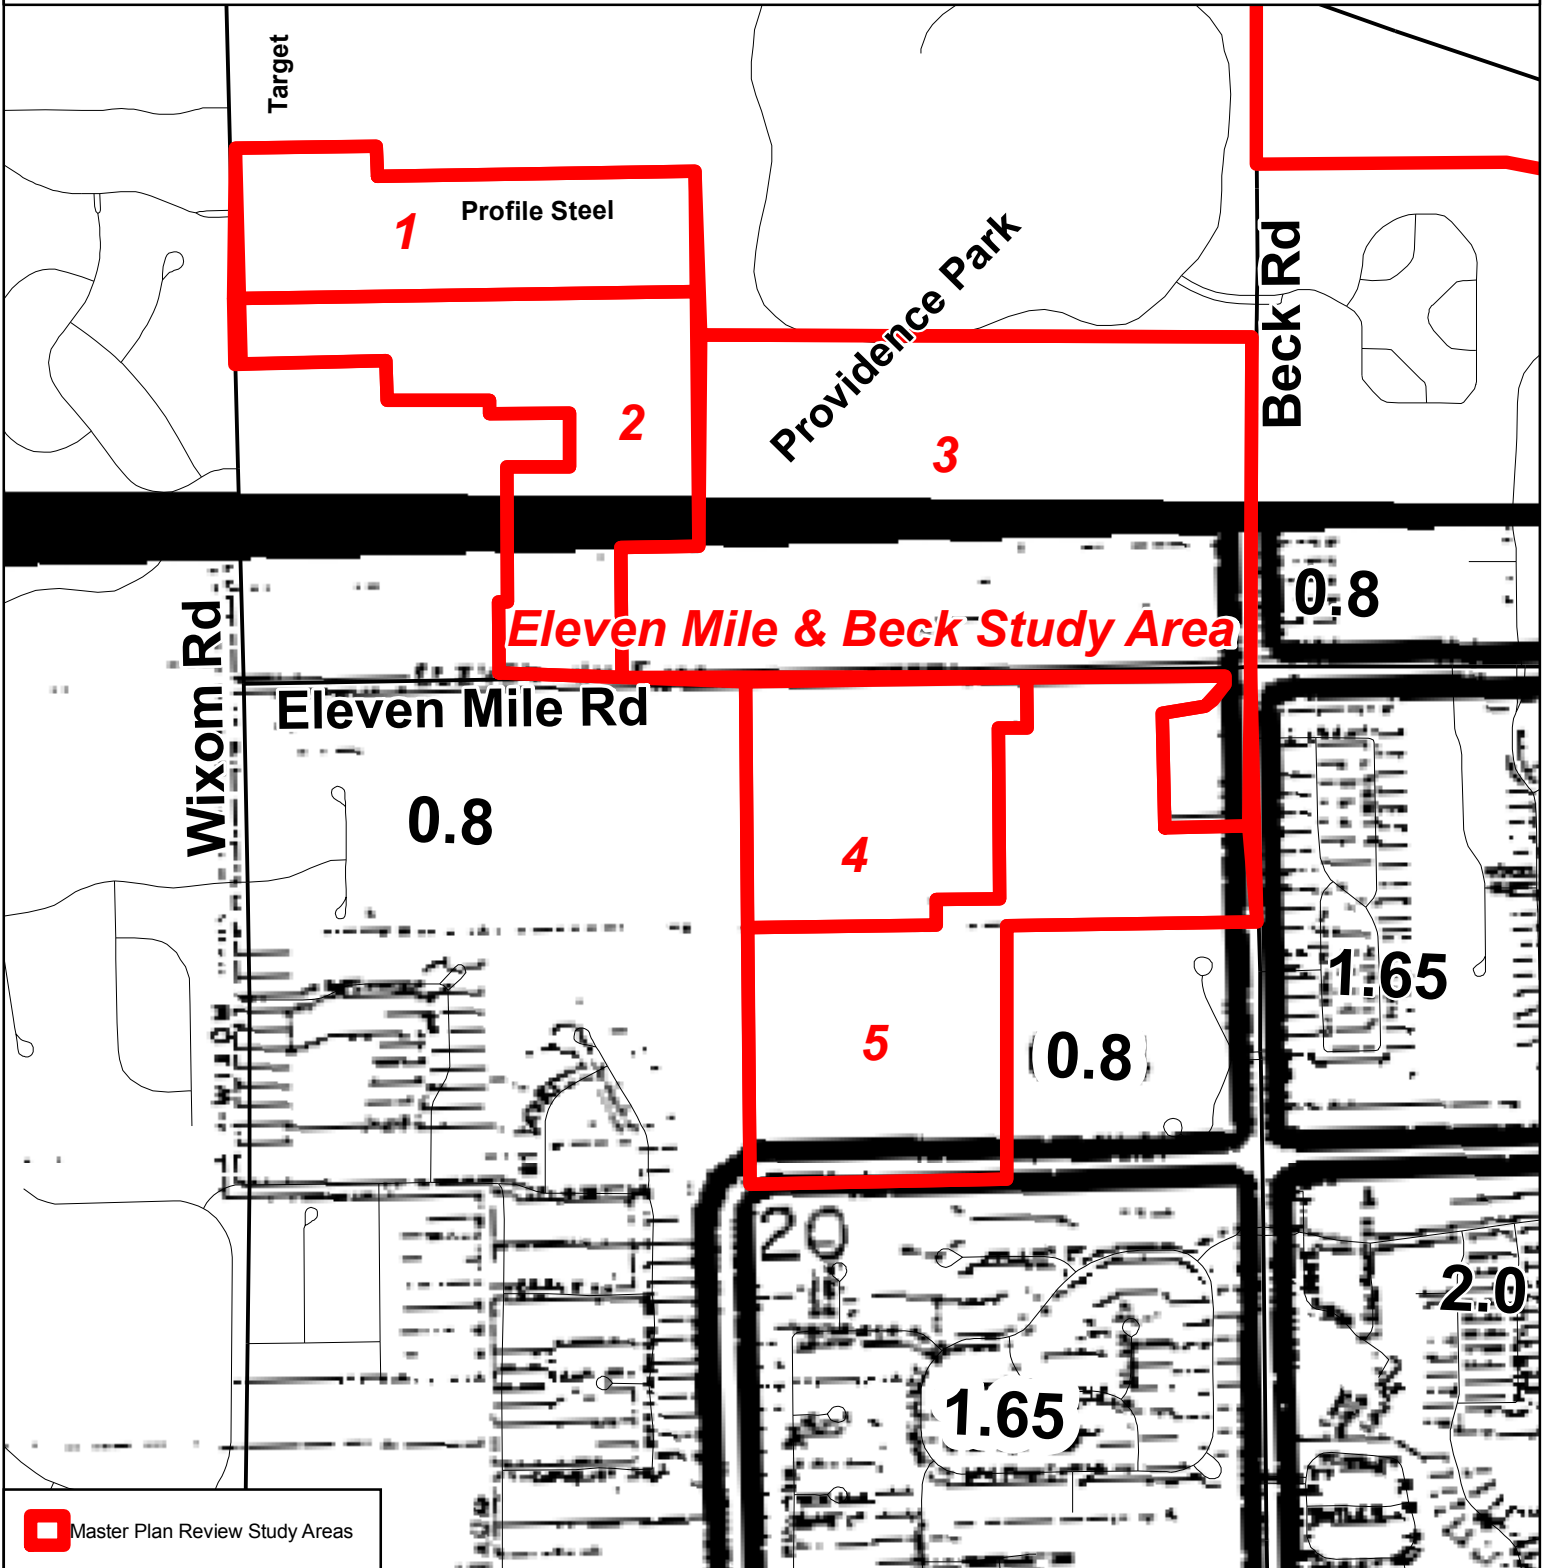 Target
1
Profile Steel
Providence Park
Beck Rd
2
3
0.8
Eleven Mile & Beck Study Area
Wixom Rd
Eleven Mile Rd
0.8
4
1.65
5
0.8
20
2.0
1.65
Master Plan Review Study Areas